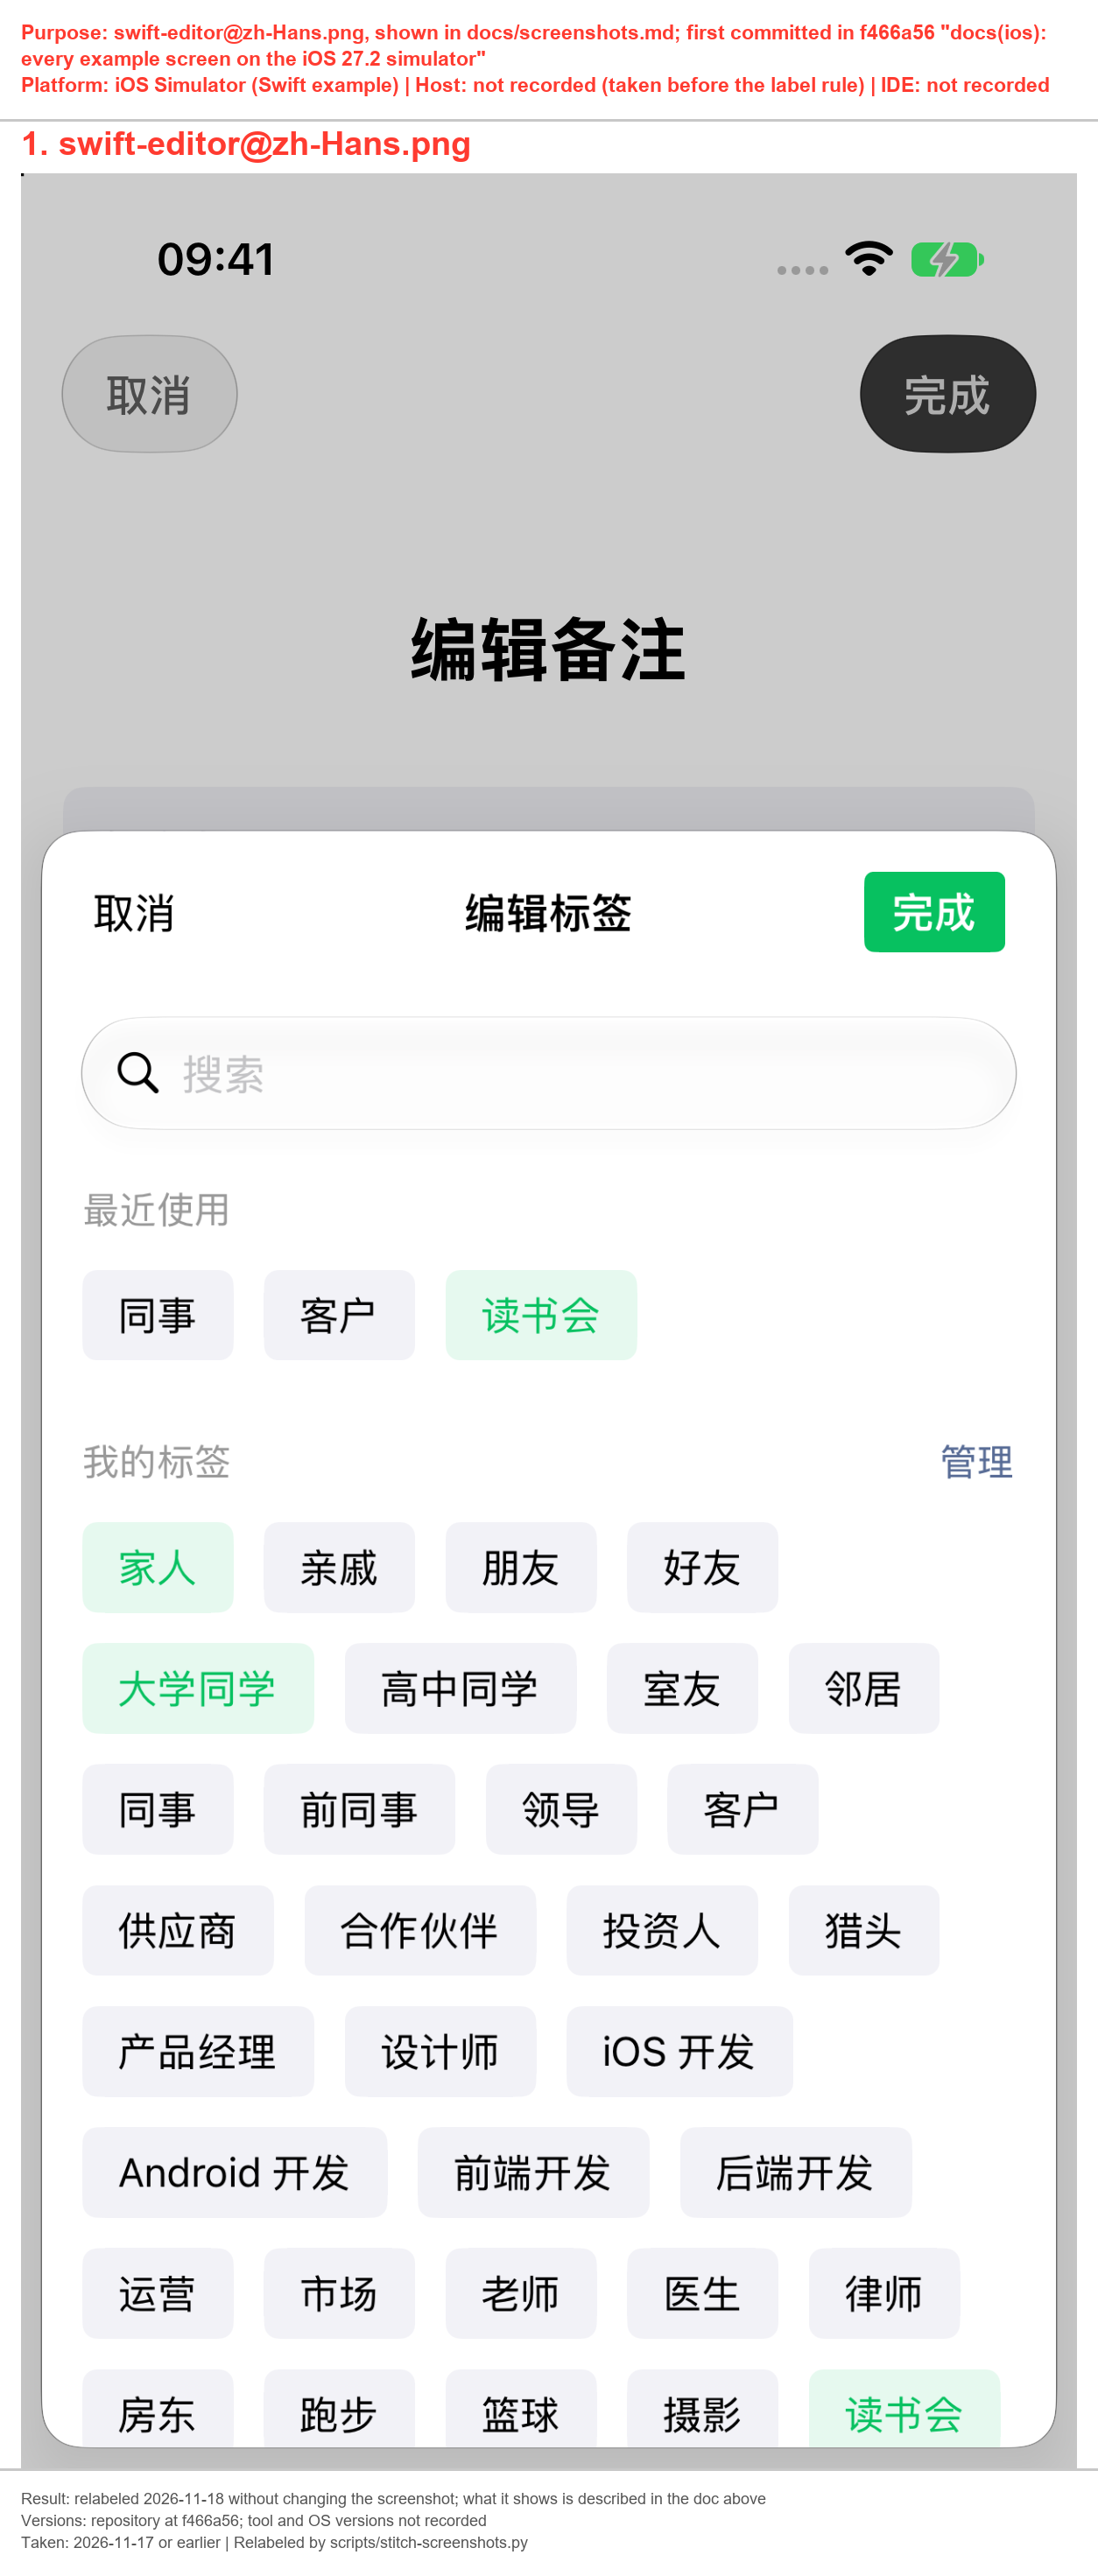 Purpose: swift-editor@zh-Hans.png, shown in docs/screenshots.md; first committed in f466a56 "docs(ios):
every example screen on the iOS 27.2 simulator"
Platform: iOS Simulator (Swift example) | Host: not recorded (taken before the label rule) | IDE: not recorded
1. swift-editor@zh-Hans.png
09:41
取消 完成
编辑备注
取消 编辑标签 完成
搜索
最近使用
同事 客户 读书会
我的标签 管理
家人 亲戚 朋友 好友
大学同学 高中同学 室友 邻居
同事 前同事 领导 客户
供应商 合作伙伴 投资人 猎头
产品经理 设计师 iOS 开发
Android 开发 前端开发 后端开发
运营 市场 老师 医生 律师
房东 跑步 篮球 摄影 读书会
Result: relabeled 2026-11-18 without changing the screenshot; what it shows is described in the doc above
Versions: repository at f466a56; tool and OS versions not recorded
Taken: 2026-11-17 or earlier | Relabeled by scripts/stitch-screenshots.py